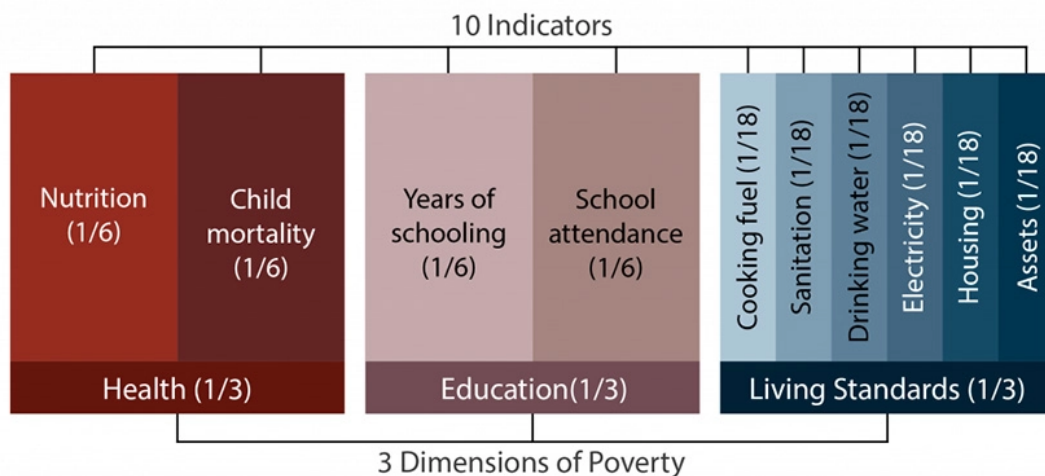 10 Indicators
Nutrition
(1/6)
Child
mortality
(1/6)
Years of
schooling
(1/6)
School
attendance
(1/6)
Cooking fuel (1/18)
Sanitation (1/18)
Drinking water (1/18)
Electricity (1/18)
Housing (1/18)
Assets (1/18)
Health (1/3)
Education(1/3)
Living Standards (1/3)
3 Dimensions of Poverty